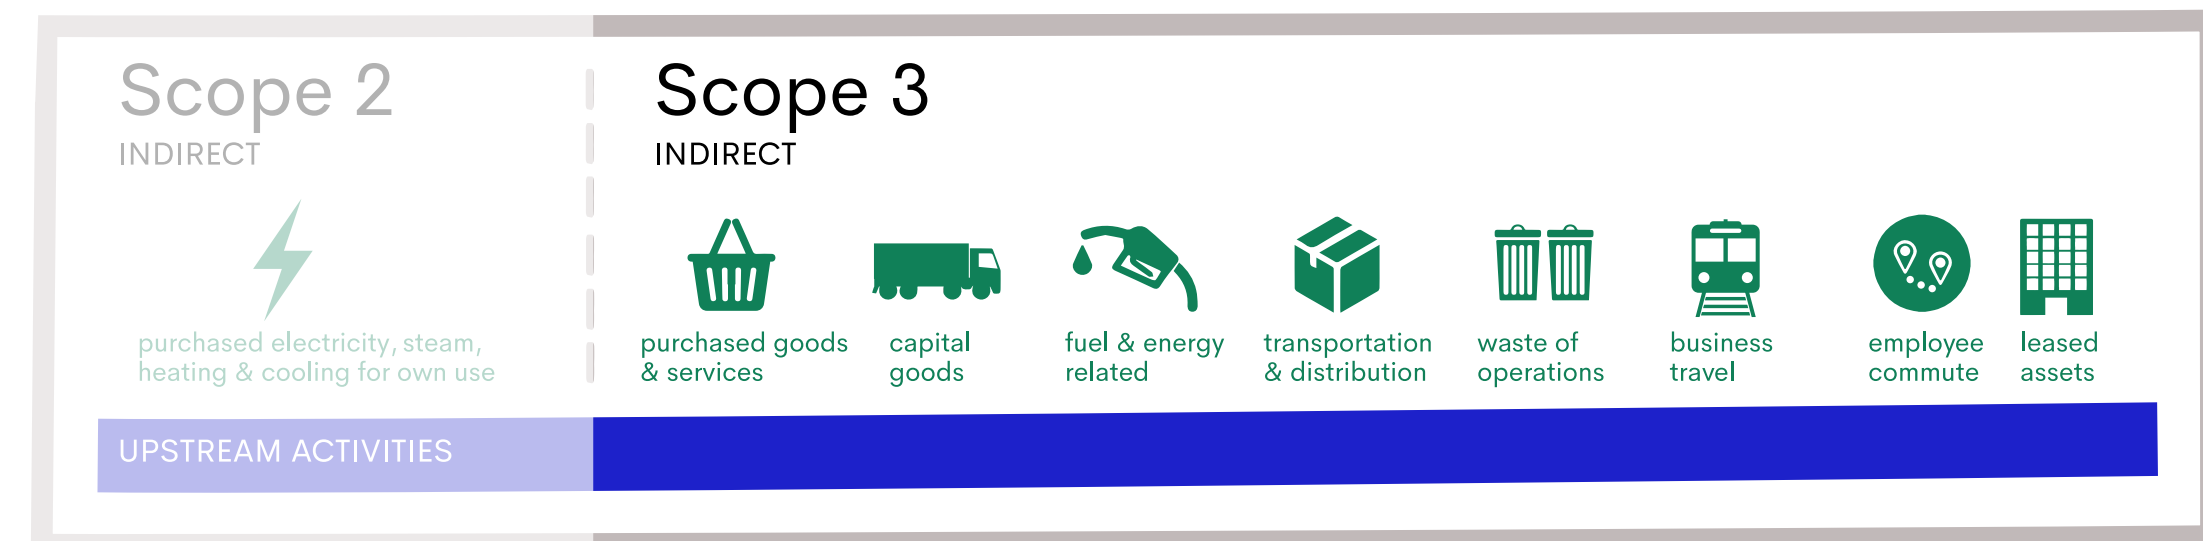 Scope 2
INDIRECT
purchased electricity, steam,
heating & cooling for own use
Scope 3
INDIRECT
purchased goods
& services
capital
goods
fuel & energy
related
transportation
& distribution
waste of
operations
business
travel
employee
commute
leased
assets
UPSTREAM ACTIVITIES